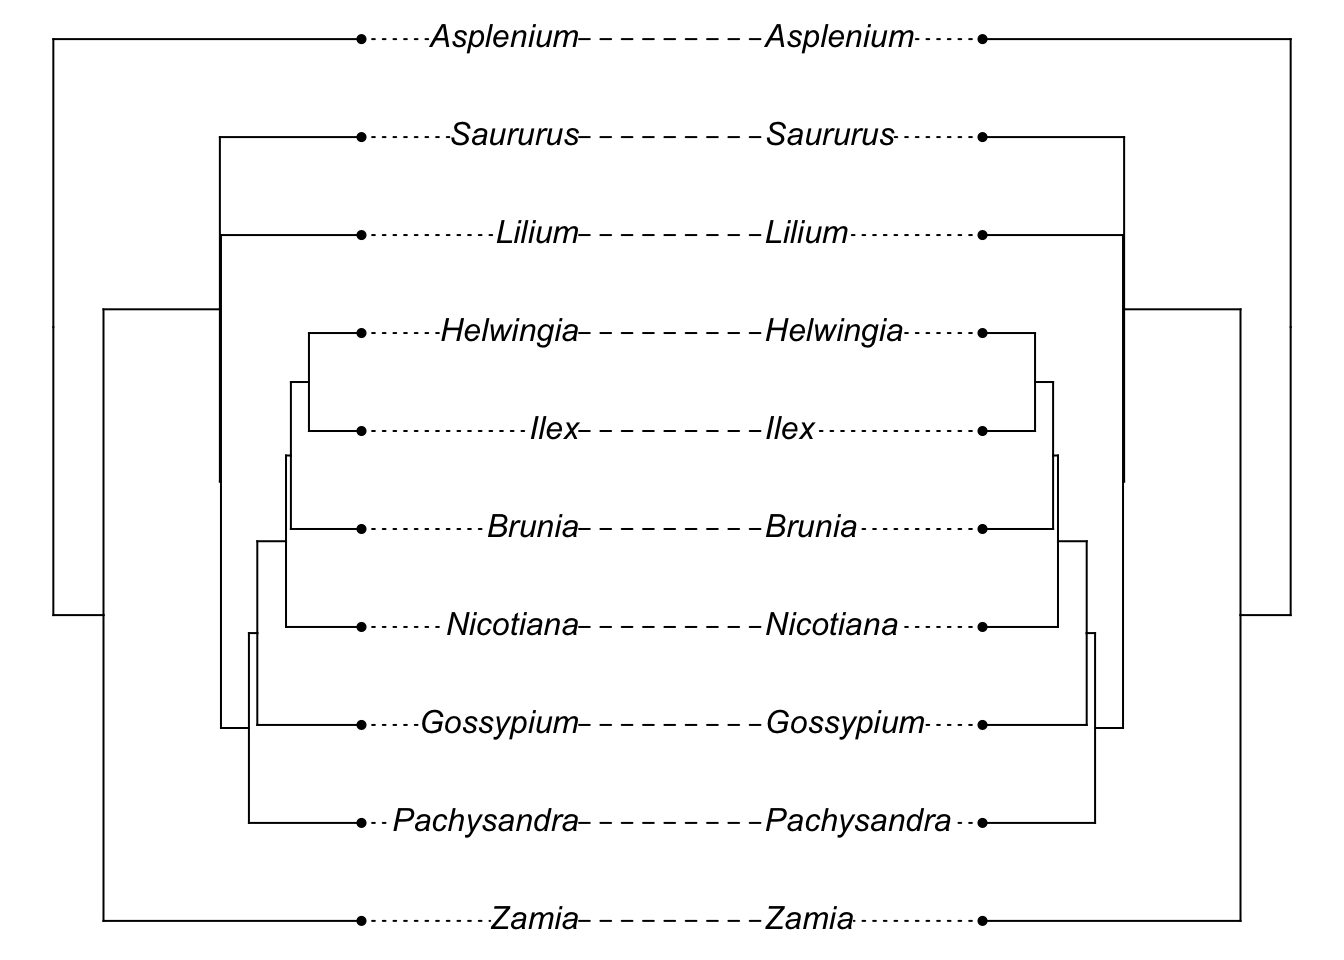 Asplenium Asplenium
Saururus Saururus
Lilium Lilium
Helwingia Helwingia
Ilex Ilex
Brunia Brunia
Nicotiana Nicotiana
Gossypium Gossypium
Pachysandra Pachysandra
Zamia Zamia